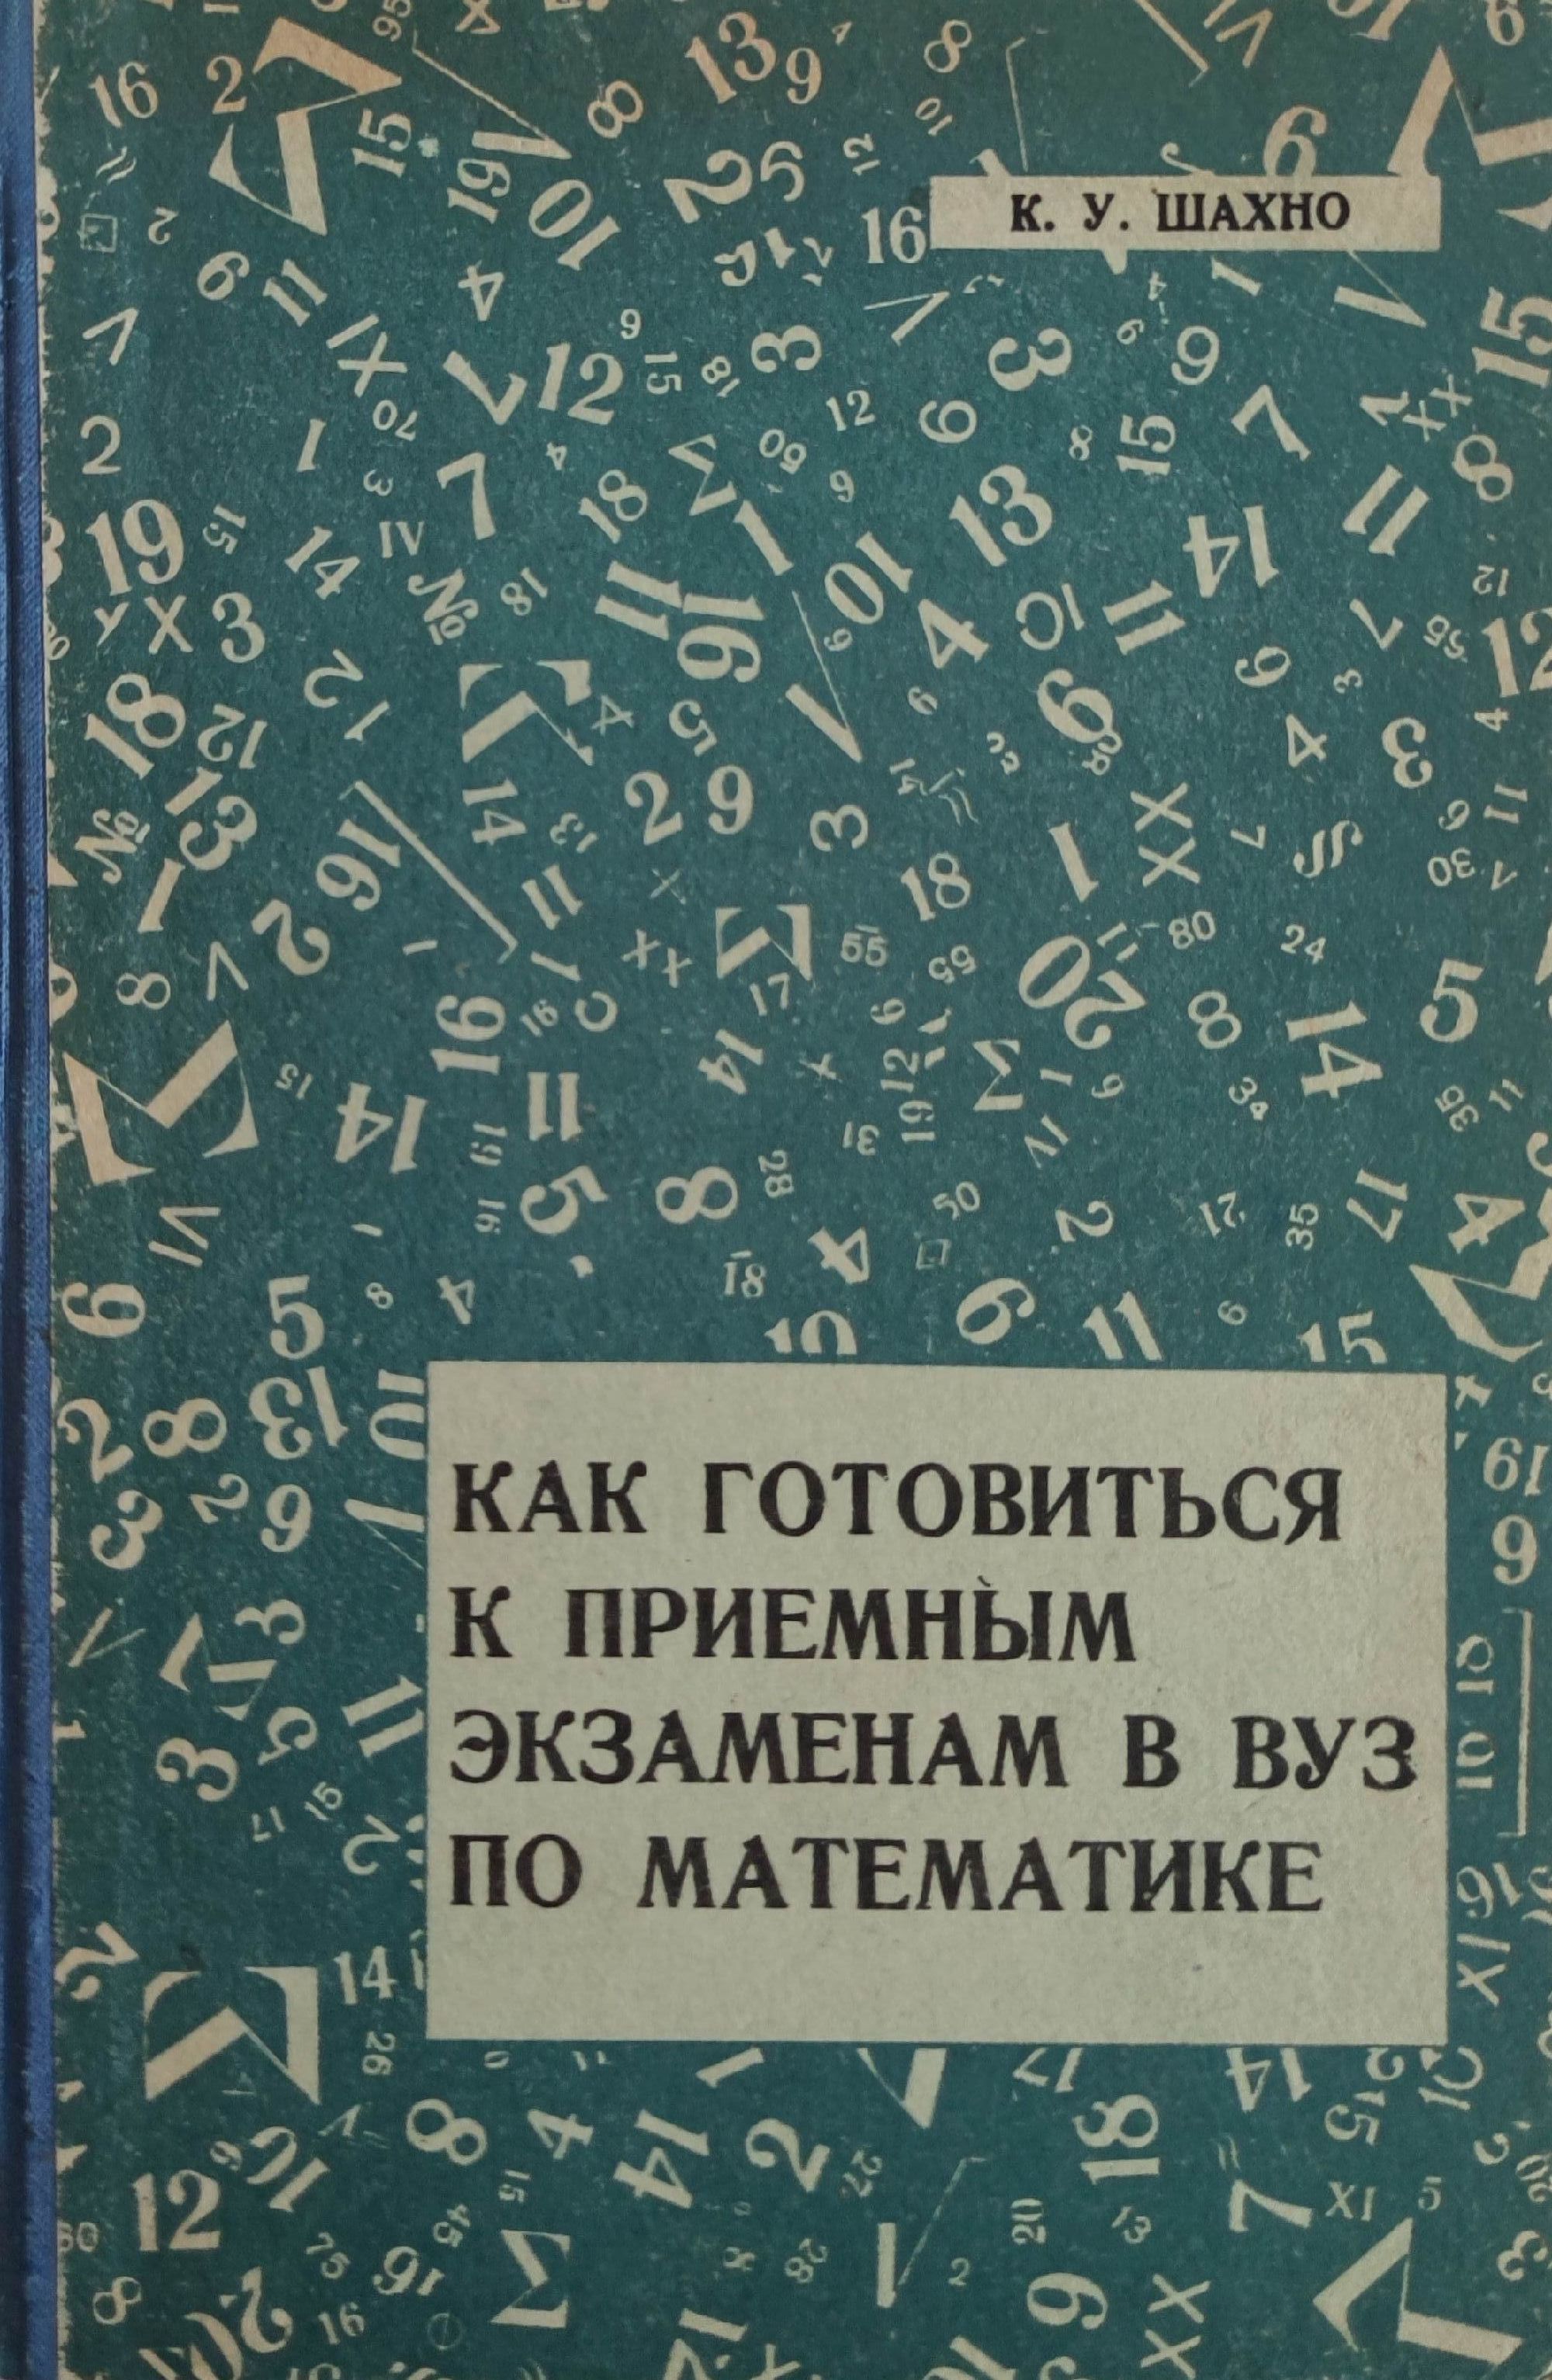 К. У. ШАХНО
КАК ГОТОВИТЬСЯ
К ПРИЕМНЫМ
ЭКЗАМЕНАМ В ВУЗ
ПО МАТЕМАТИКЕ